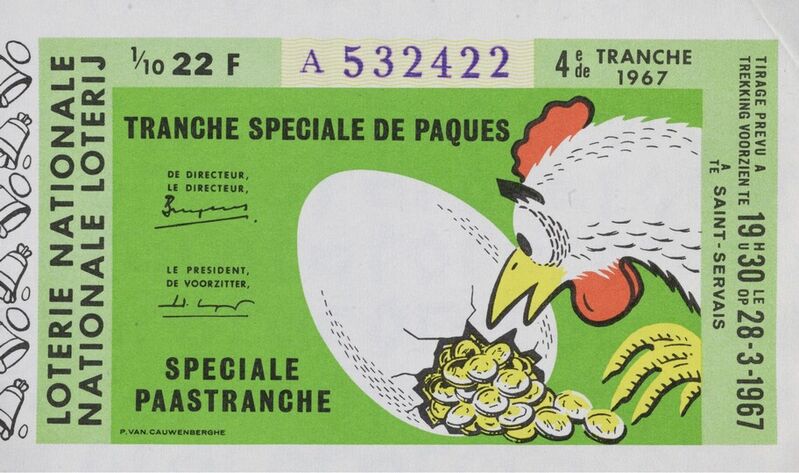 LOTERIE NATIONALE
NATIONALE LOTERIJ
1/10 22 F
A 532422
4e/de TRANCHE
1967
TRANCHE SPECIALE DE PAQUES
DE DIRECTEUR,
LE DIRECTEUR,
LE PRESIDENT,
DE VOORZITTER,
SPECIALE
PAASTRANCHE
P.VAN.CAUWENBERGHE
TIRAGE PREVU A
TREKKING VOORZIEN TE
A
TE SAINT-SERVAIS
19 H/U 30 LE/OP 28-3-1967